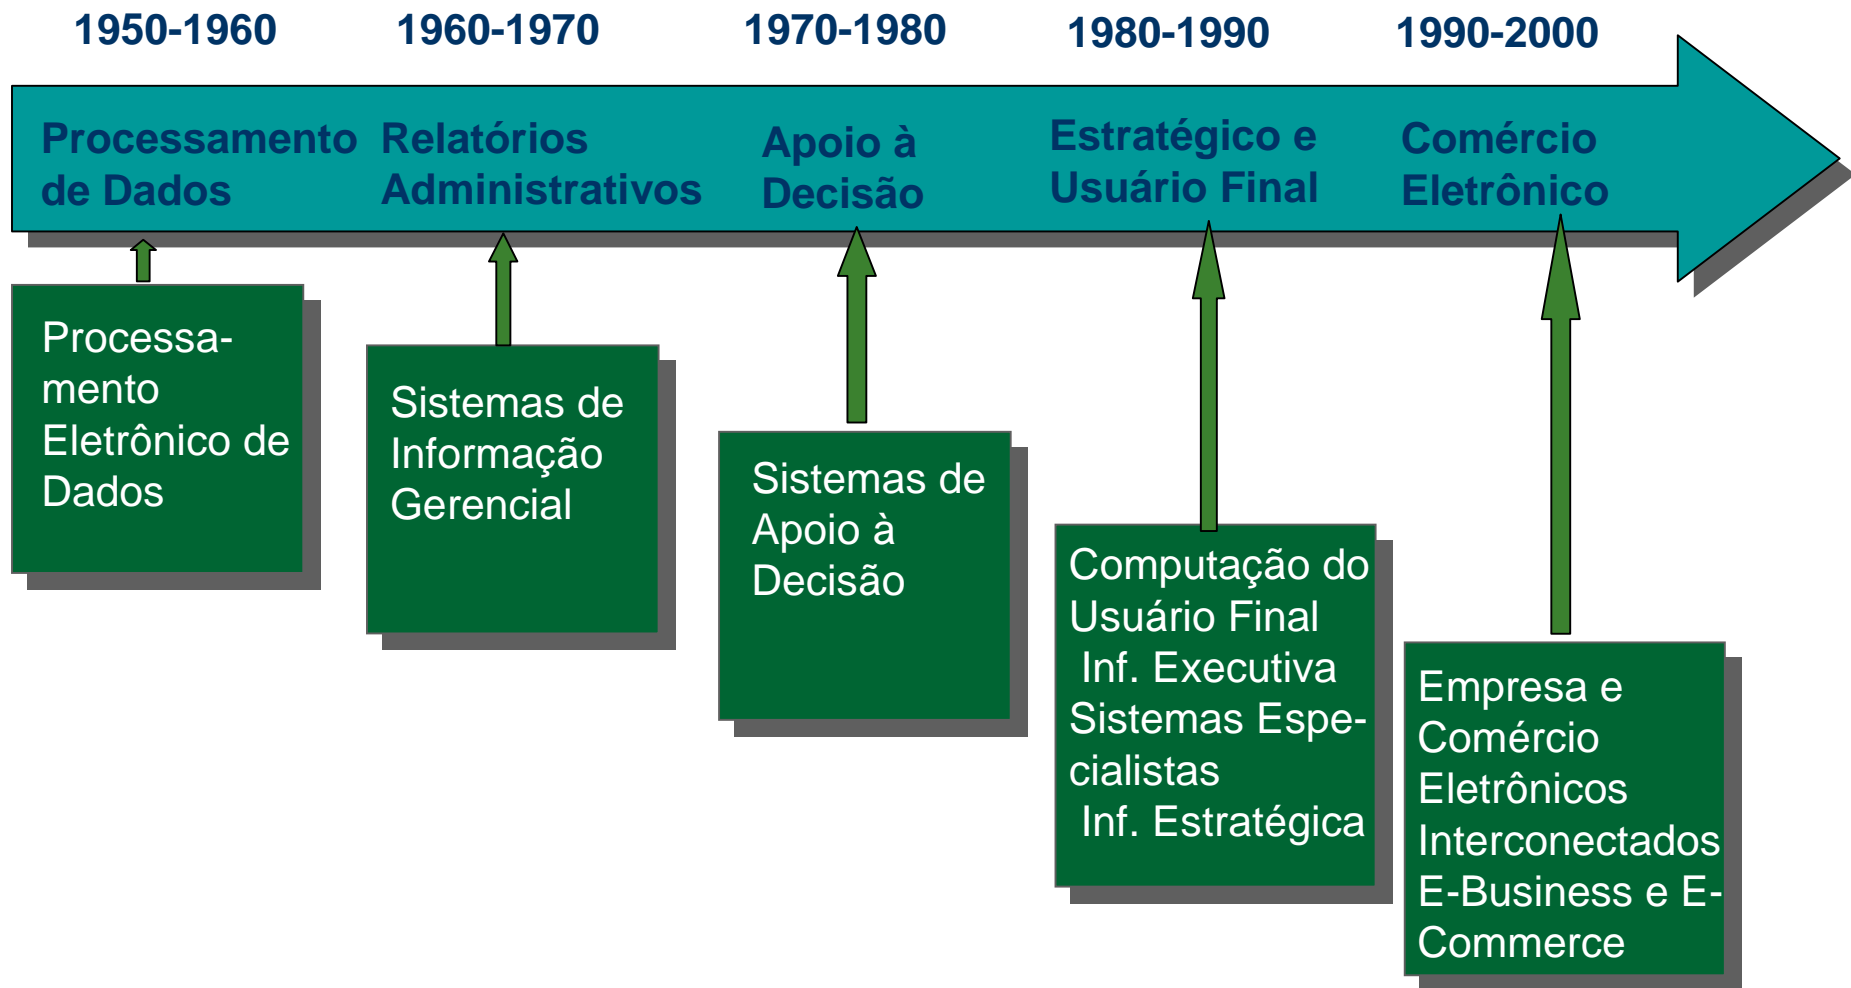 1950-1960
1960-1970
1970-1980
1980-1990
1990-2000
Processamento
de Dados
Relatórios
Administrativos
Apoio à
Decisão
Estratégico e
Usuário Final
Comércio
Eletrônico
Processa-
mento
Eletrônico de
Dados
Sistemas de
Informação
Gerencial
Sistemas de
Apoio à
Decisão
Computação do
Usuário Final
Inf. Executiva
Sistemas Espe-
cialistas
Inf. Estratégica
Empresa e
Comércio
Eletrônicos
Interconectados
E-Business e E-
Commerce